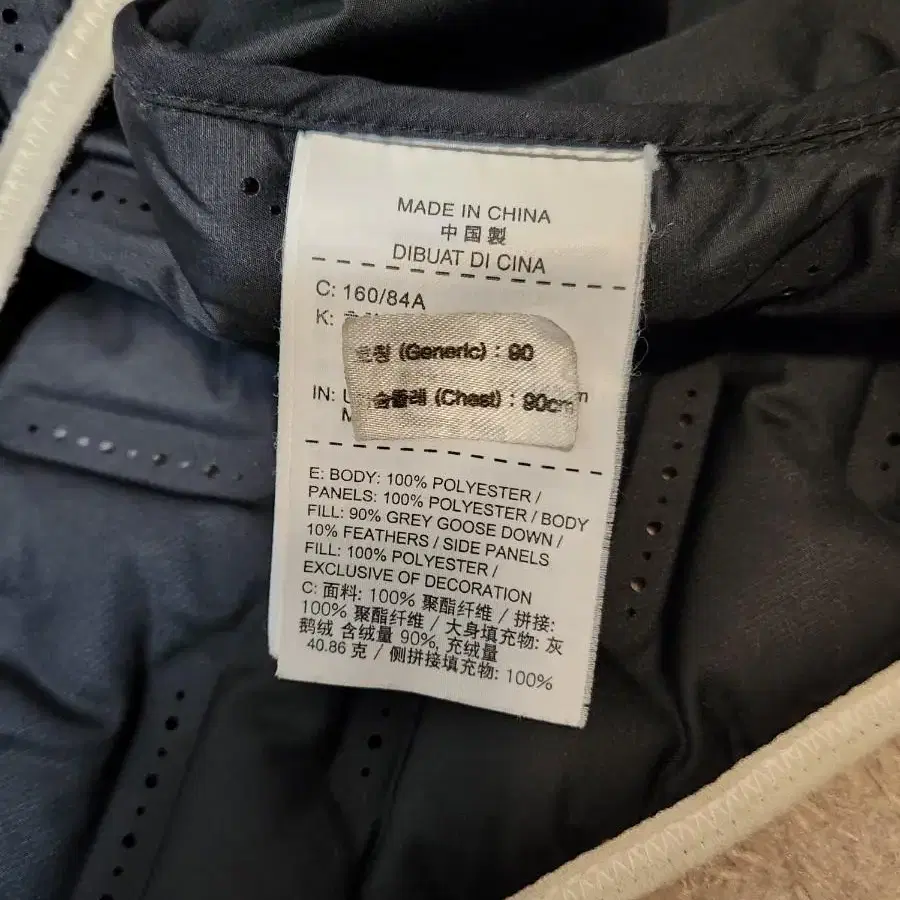 MADE IN CHINA
中国製
DIBUAT DI CINA
C: 160/84A
K:
호칭 (Generic) : 90
IN:
슴둘레 (Chest) : 90cm
E: BODY: 100% POLYESTER /
PANELS: 100% POLYESTER / BODY
FILL: 90% GREY GOOSE DOWN /
10% FEATHERS / SIDE PANELS
FILL: 100% POLYESTER /
EXCLUSIVE OF DECORATION
C: 面料: 100% 聚酯纤维 / 拼接:
100% 聚酯纤维 / 大身填充物: 灰
鹅绒 含绒量 90%, 充绒量
40.86 克 / 侧拼接填充物: 100%